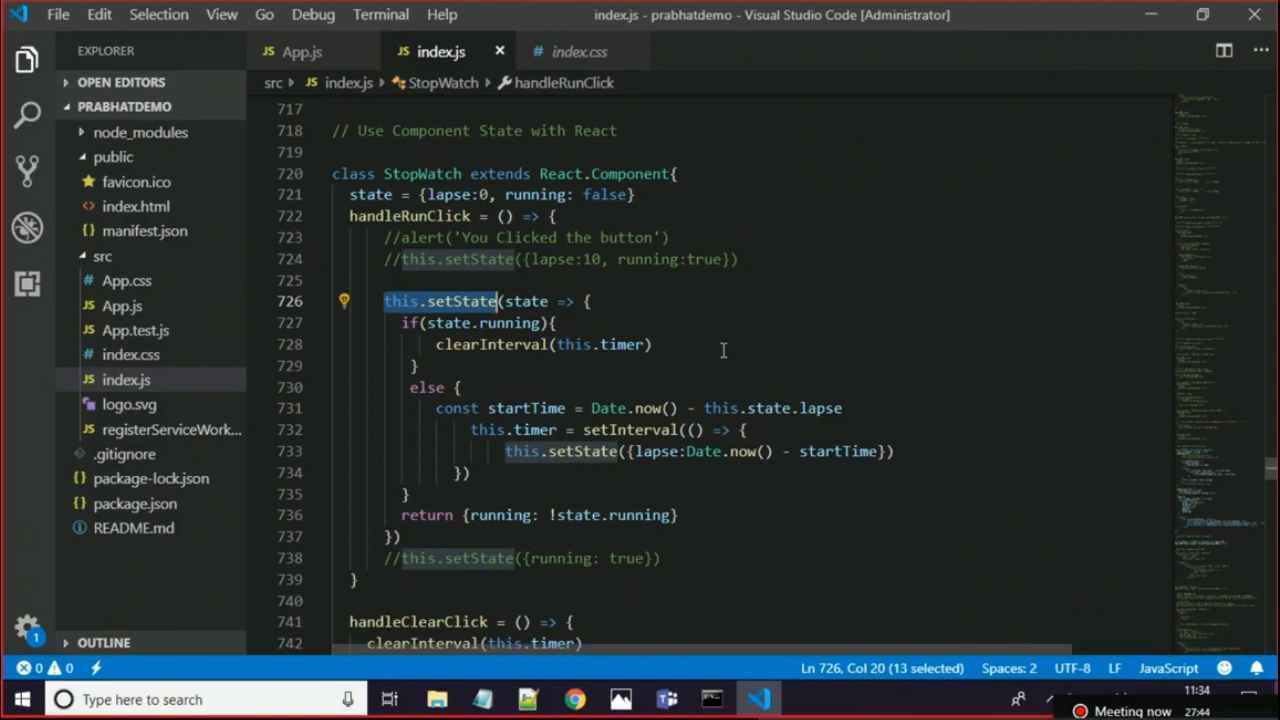 File Edit Selection View Go Debug Terminal Help index.js - prabhatdemo - Visual Studio Code [Administrator]
EXPLORER
OPEN EDITORS
PRABHATDEMO
node_modules
public
favicon.ico
<> index.html
manifest.json
src
# App.css
JS App.js
JS App.test.js
# index.css
JS index.js
logo.svg
JS registerServiceWork...
.gitignore
{} package-lock.json
{} package.json
README.md
OUTLINE
1
JS App.js JS index.js # index.css
src JS index.js StopWatch handleRunClick
717
718 // Use Component State with React
719
720 class StopWatch extends React.Component{
721 state = {lapse:0, running: false}
722 handleRunClick = () => {
723 //alert('You Clicked the button')
724 //this.setState({lapse:10, running:true})
725
726 this.setState(state => {
727 if(state.running){
728 clearInterval(this.timer)
729 }
730 else {
731 const startTime = Date.now() - this.state.lapse
732 this.timer = setInterval(() => {
733 this.setState({lapse:Date.now() - startTime})
734 })
735 }
736 return {running: !state.running}
737 })
738 //this.setState({running: true})
739 }
740
741 handleClearClick = () => {
742 clearInterval(this.timer)
0 0 Ln 726, Col 20 (13 selected) Spaces: 2 UTF-8 LF JavaScript
Type here to search 11:34
Meeting now 27:44